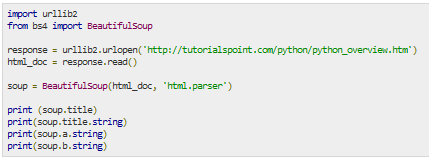 import urllib2
from bs4 import BeautifulSoup
response = urllib2.urlopen('http://tutorialspoint.com/python/python_overview.htm')
html_doc = response.read()
soup = BeautifulSoup(html_doc, 'html.parser')
print (soup.title)
print(soup.title.string)
print(soup.a.string)
print(soup.b.string)